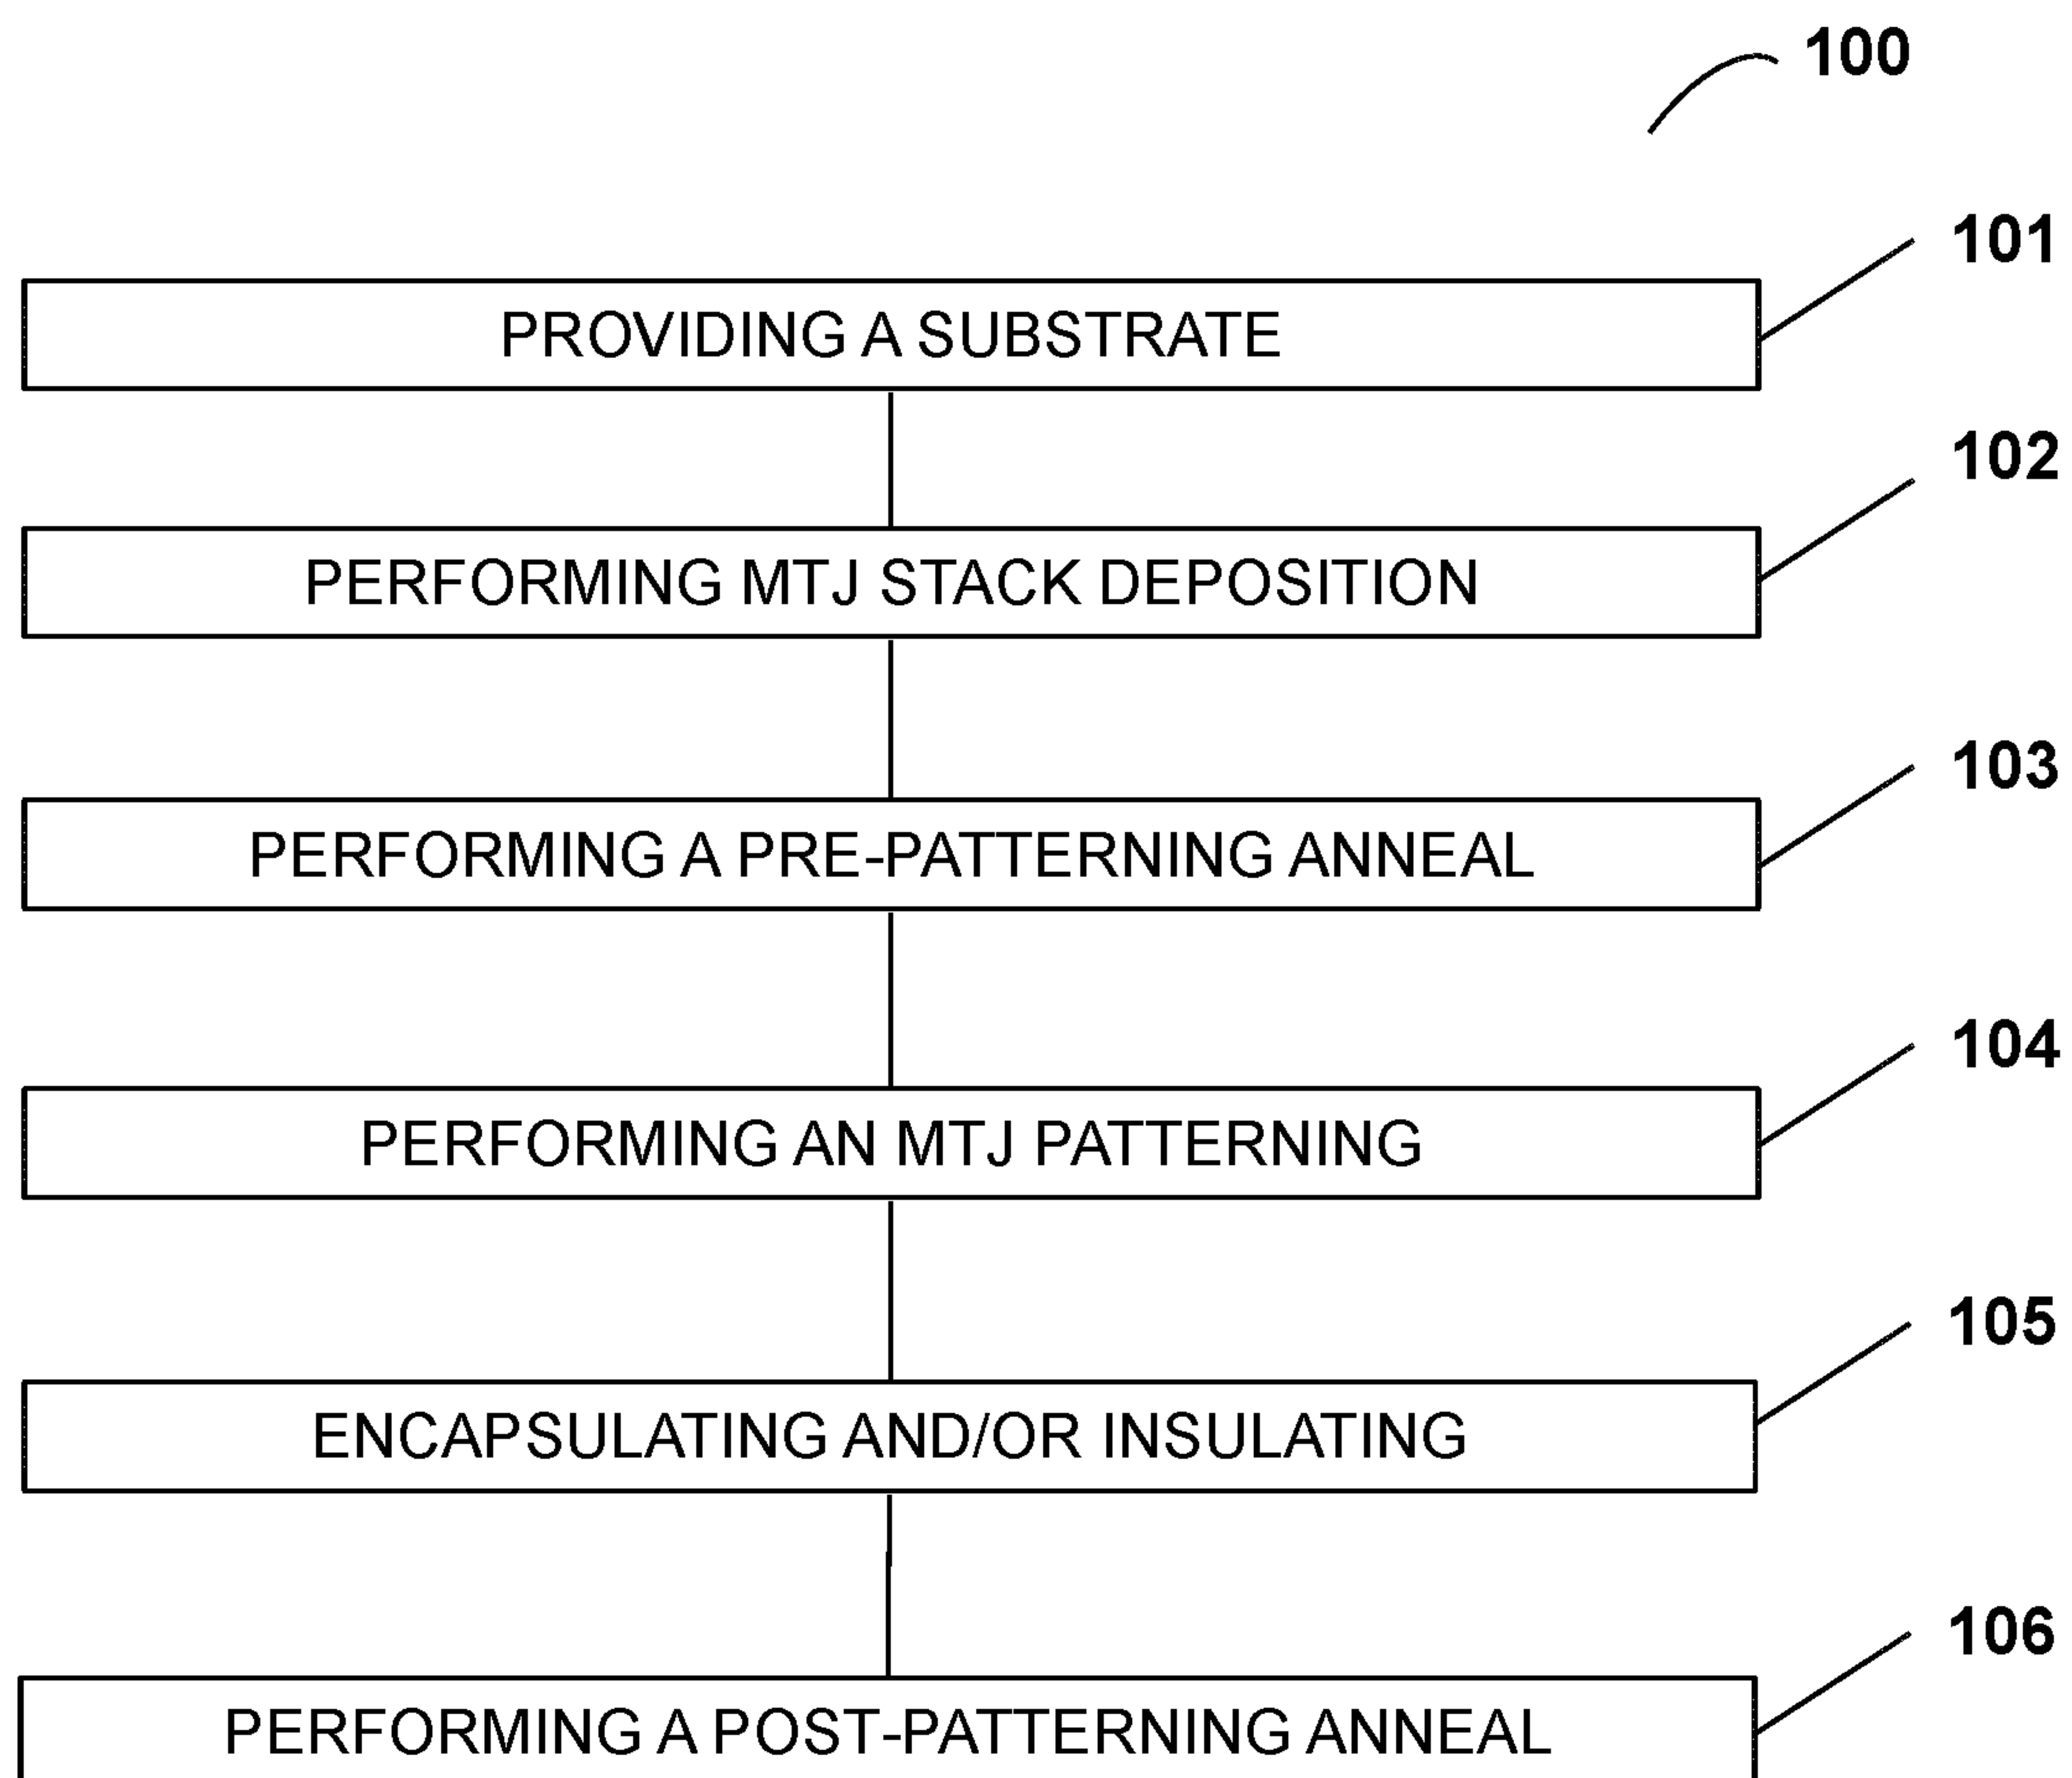 100
101
PROVIDING A SUBSTRATE
102
PERFORMING MTJ STACK DEPOSITION
103
PERFORMING A PRE-PATTERNING ANNEAL
104
PERFORMING AN MTJ PATTERNING
105
ENCAPSULATING AND/OR INSULATING
106
PERFORMING A POST-PATTERNING ANNEAL